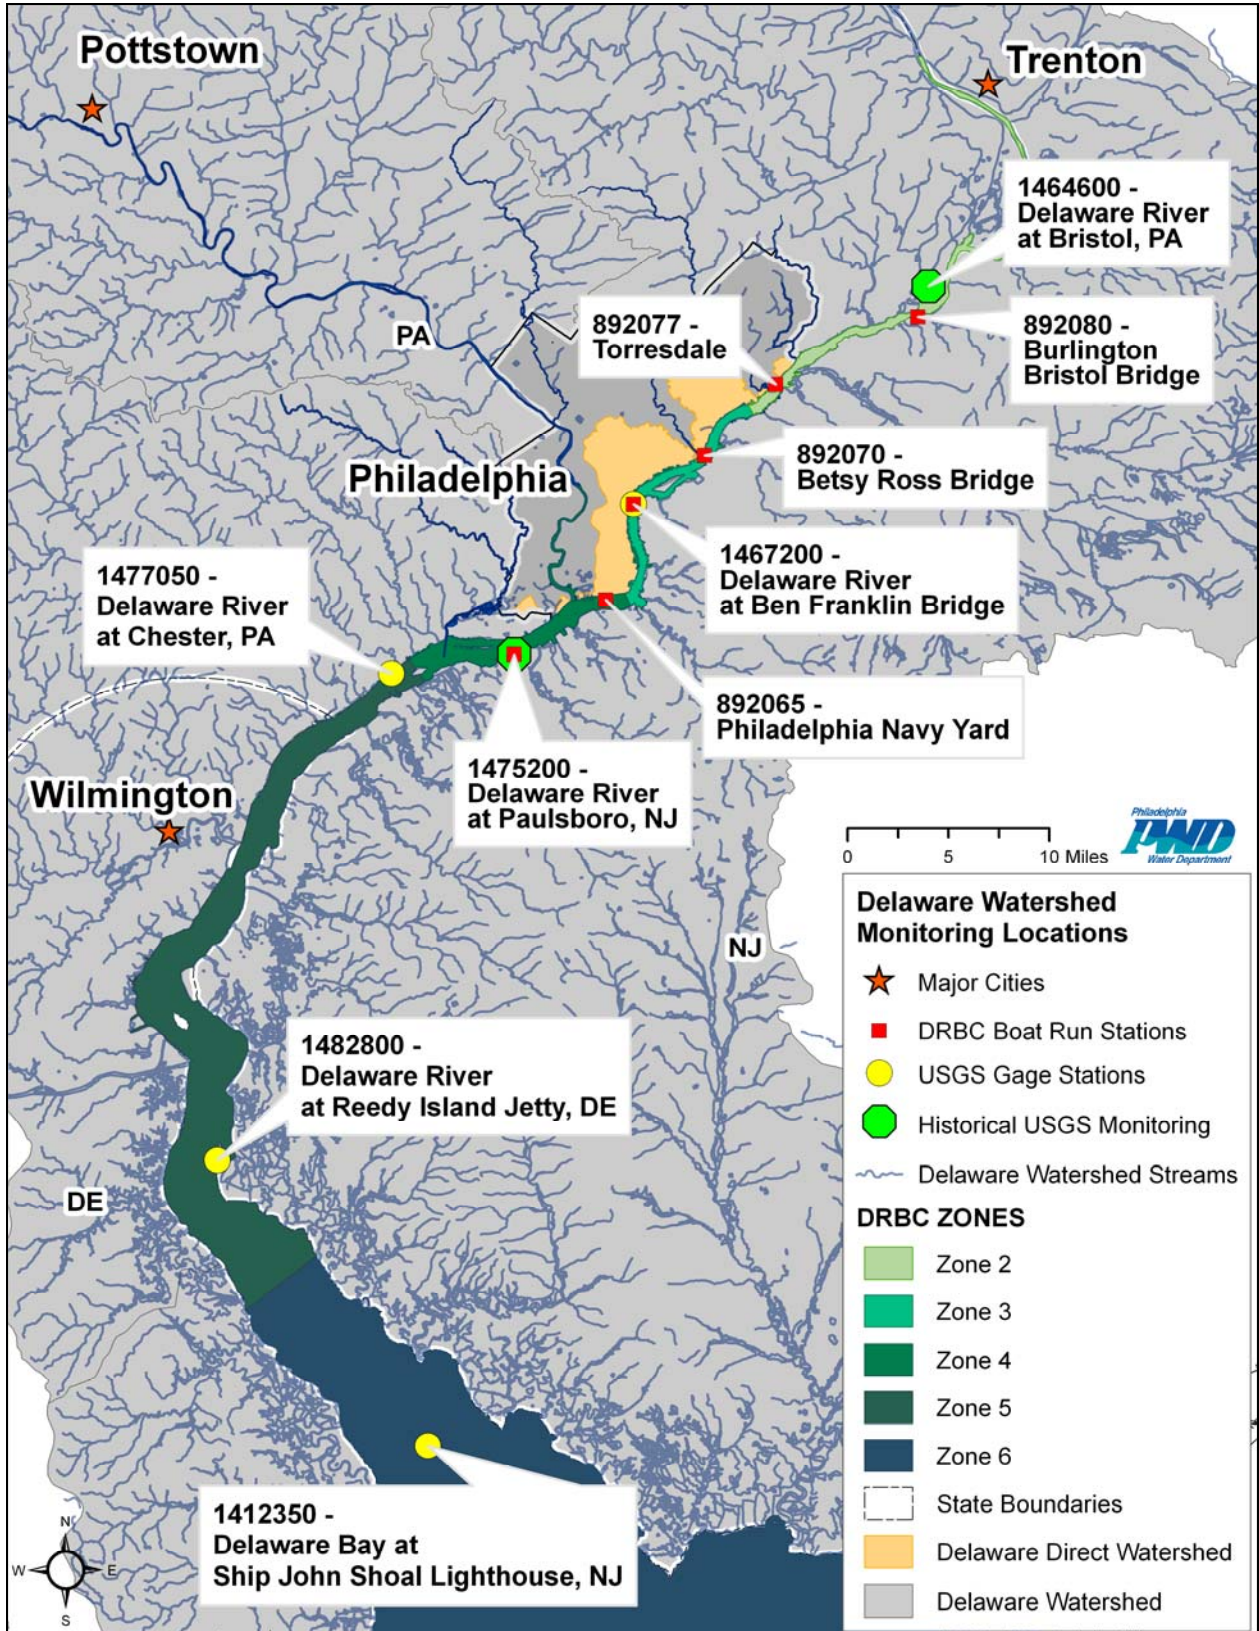 Pottstown
Trenton
1464600 -
Delaware River
at Bristol, PA
PA
892077 -
Torresdale
892080 -
Burlington
Bristol Bridge
892070 -
Betsy Ross Bridge
Philadelphia
1467200 -
Delaware River
at Ben Franklin Bridge
1477050 -
Delaware River
at Chester, PA
892065 -
Philadelphia Navy Yard
1475200 -
Delaware River
at Paulsboro, NJ
Wilmington
Philadelphia
PWD
Water Department
0 5 10 Miles
NJ
1482800 -
Delaware River
at Reedy Island Jetty, DE
DE
1412350 -
Delaware Bay at
Ship John Shoal Lighthouse, NJ
N
W E
S
Delaware Watershed
Monitoring Locations
Major Cities
DRBC Boat Run Stations
USGS Gage Stations
Historical USGS Monitoring
Delaware Watershed Streams
DRBC ZONES
Zone 2
Zone 3
Zone 4
Zone 5
Zone 6
State Boundaries
Delaware Direct Watershed
Delaware Watershed